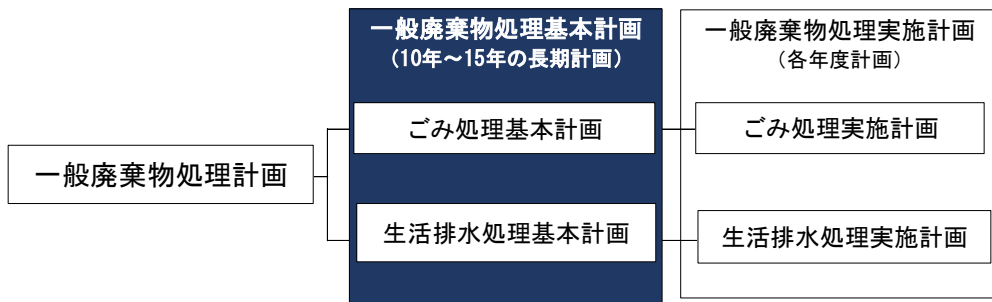 一般廃棄物処理計画
一般廃棄物処理基本計画
（10年～15年の長期計画）
ごみ処理基本計画
生活排水処理基本計画
一般廃棄物処理実施計画
（各年度計画）
ごみ処理実施計画
生活排水処理実施計画